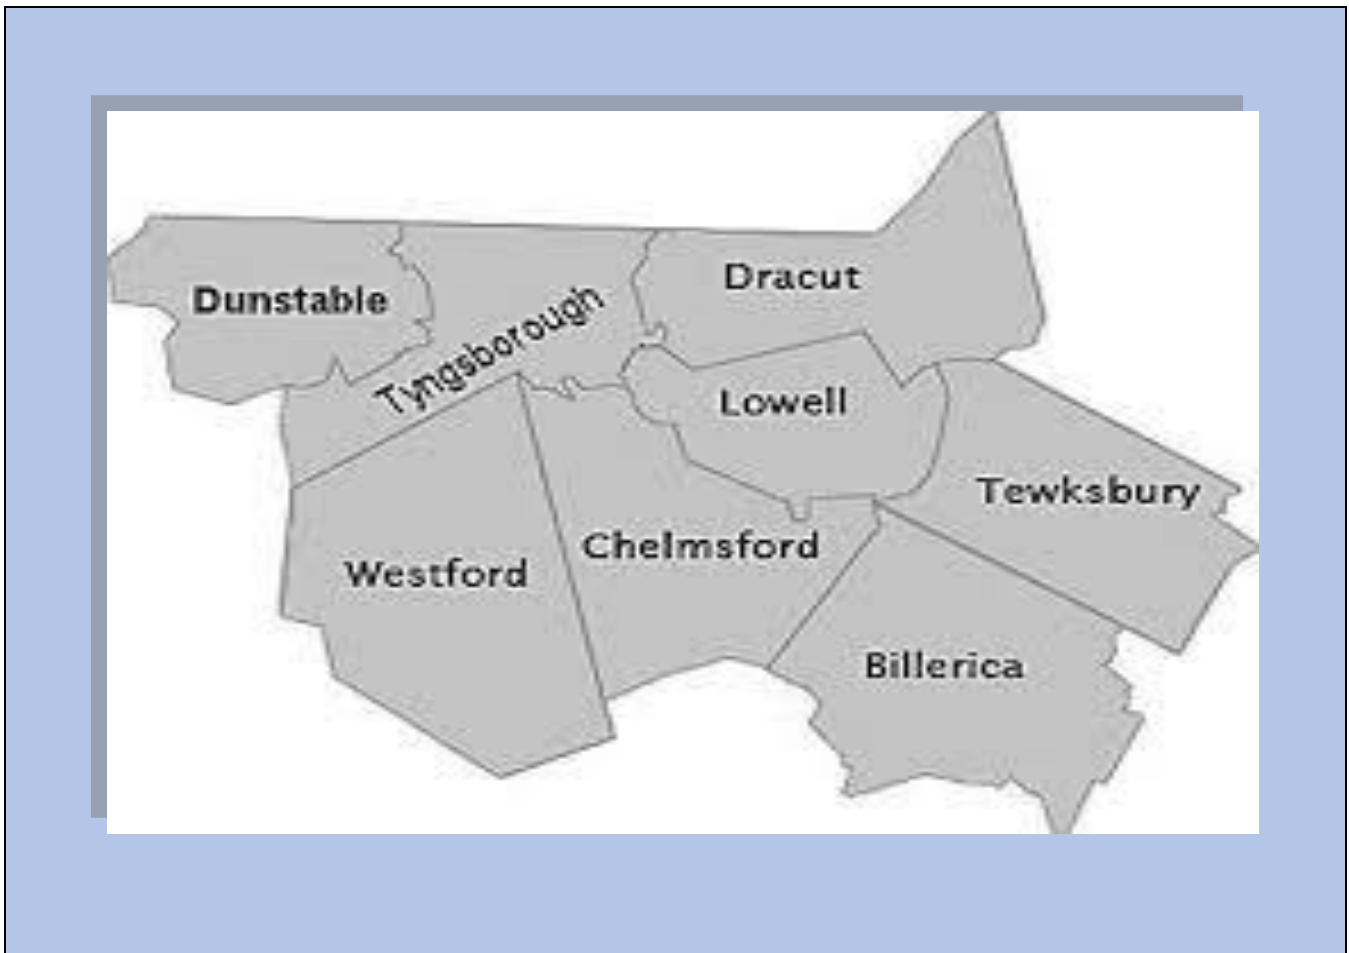 Dracut
Dunstable
Tyngsborough
Lowell
Tewksbury
Chelmsford
Westford
Billerica